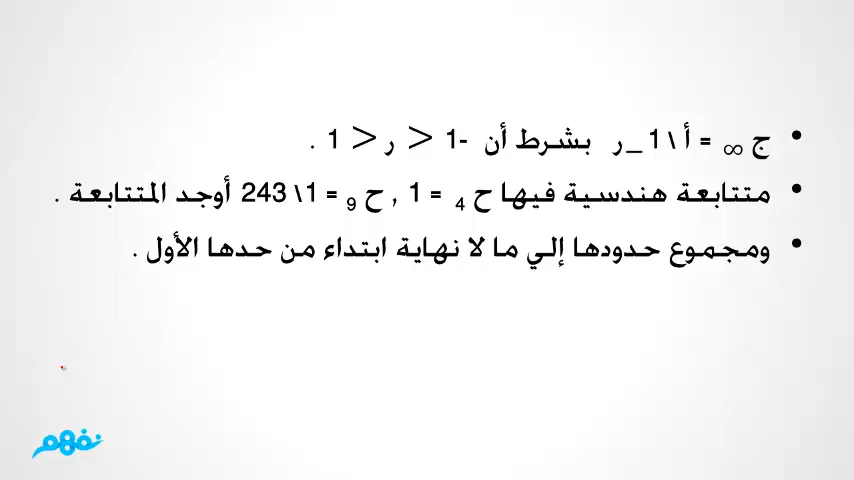 • ج ∞ = أ \ 1 _ ر بشرط أن -1 > ر > 1 .
• متتابعة هندسية فيها ح 4 = 1 , ح 9 = 1\243 أوجد المتتابعة .
• ومجموع حدودها إلي ما لا نهاية ابتداء من حدها الأول .
نفهم